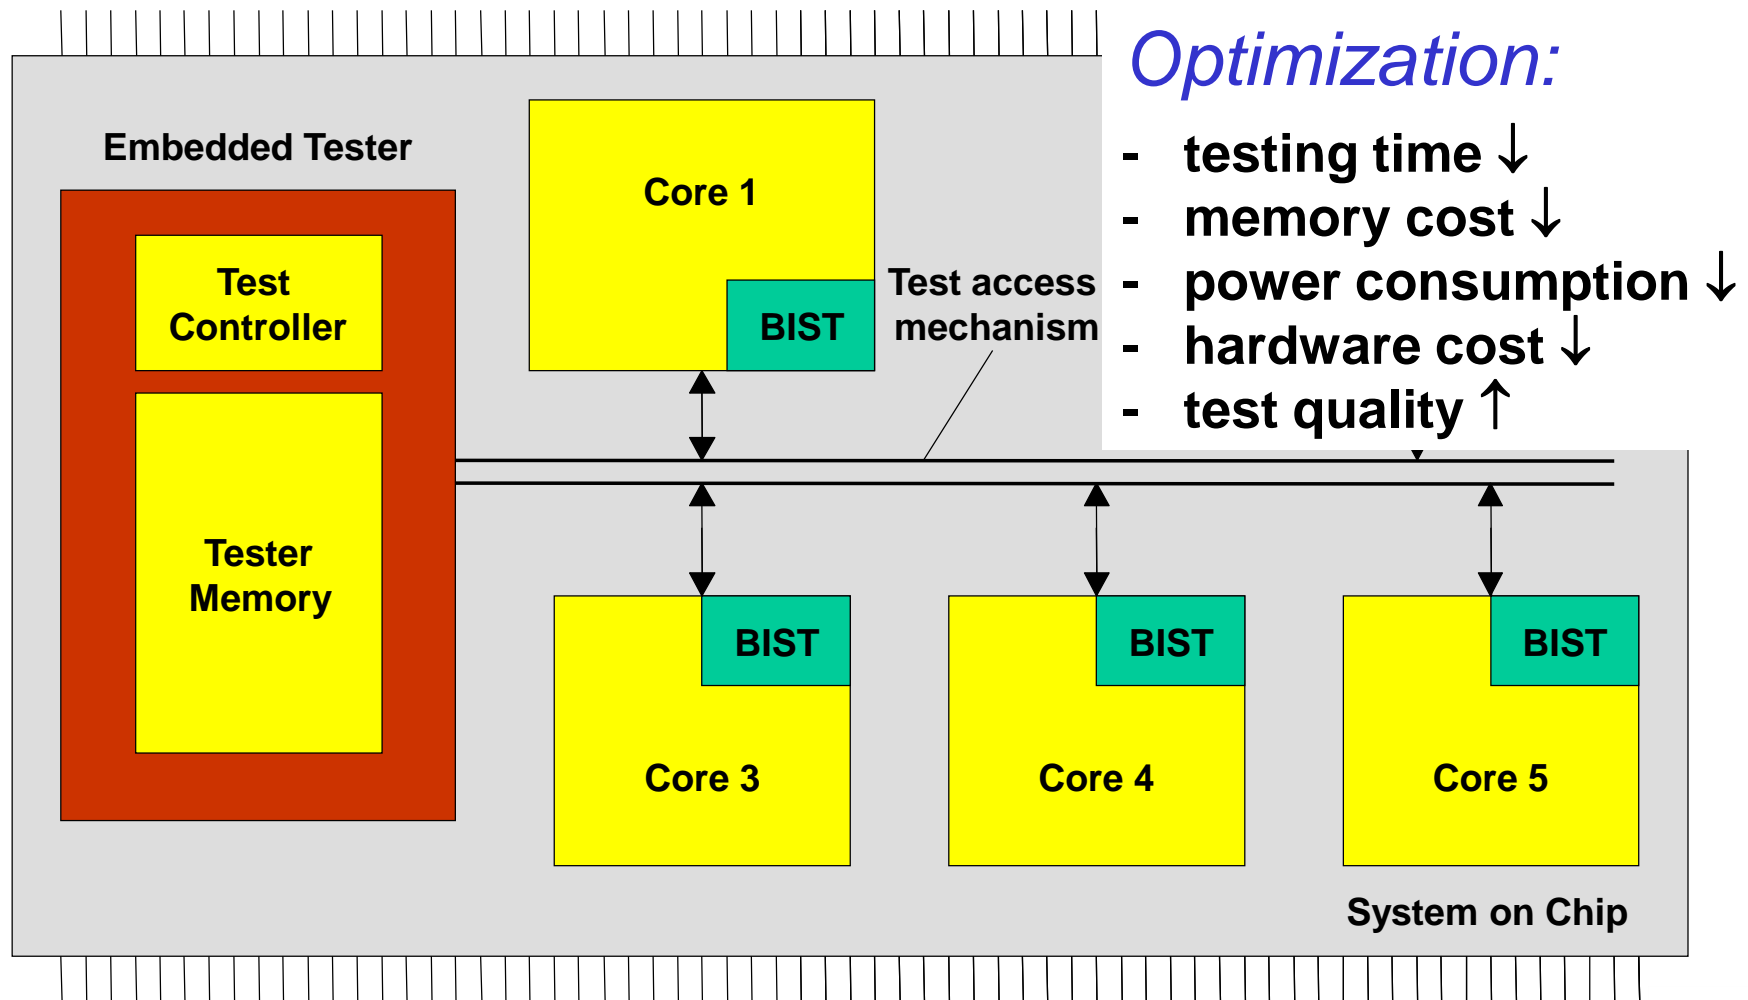 Optimization:
- testing time ↓
- memory cost ↓
- power consumption ↓
- hardware cost ↓
- test quality ↑
Embedded Tester
Test
Controller
Tester
Memory
Core 1
BIST
Test access
mechanism
BIST
Core 3
BIST
Core 4
BIST
Core 5
System on Chip